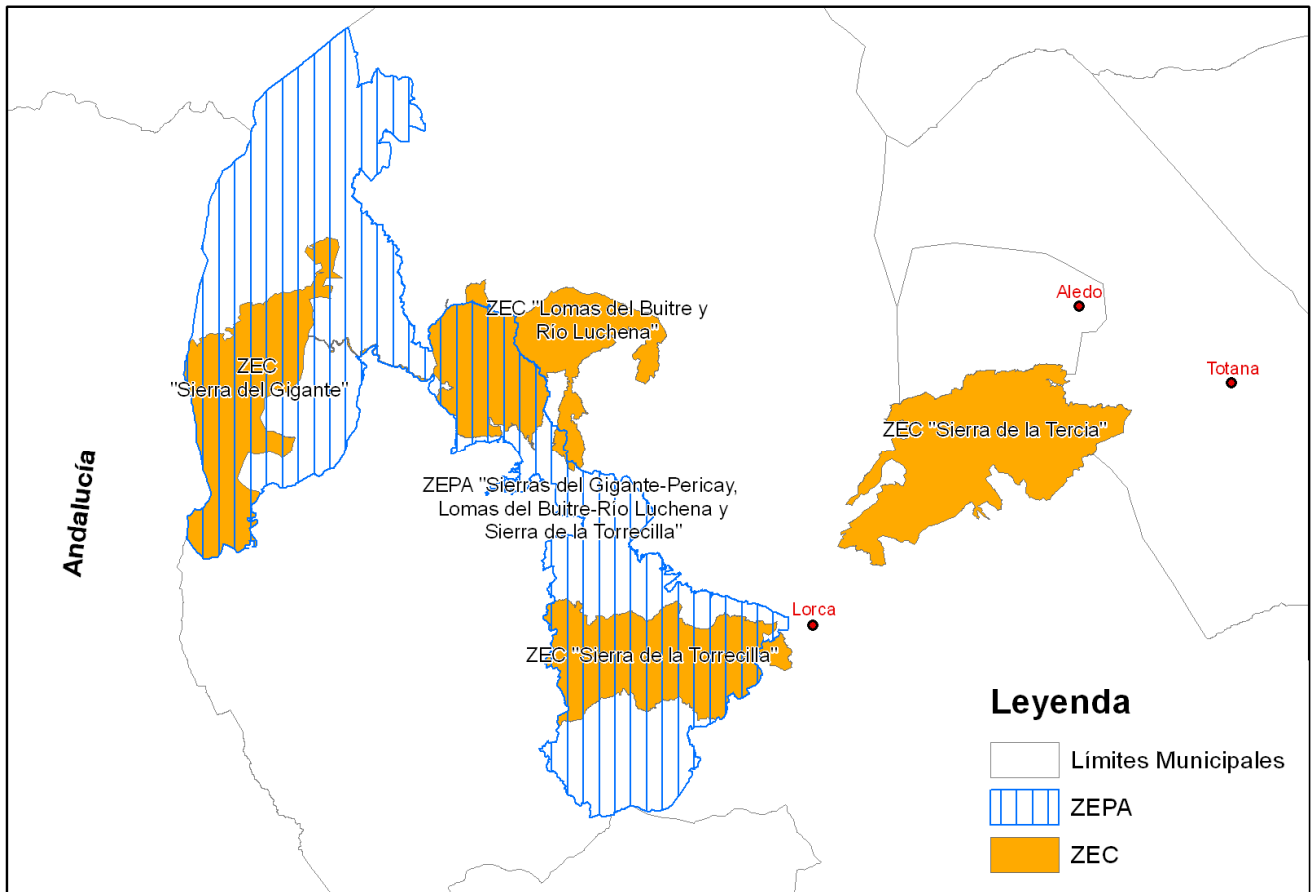 Aledo
ZEC "Lomas del Buitre y
Río Luchena"
ZEC
"Sierra del Gigante"
Totana
ZEC "Sierra de la Tercia"
Andalucía
ZEPA "Sierras del Gigante-Pericay,
Lomas del Buitre-Río Luchena y
Sierra de la Torrecilla"
Lorca
ZEC "Sierra de la Torrecilla"
Leyenda
Límites Municipales
ZEPA
ZEC